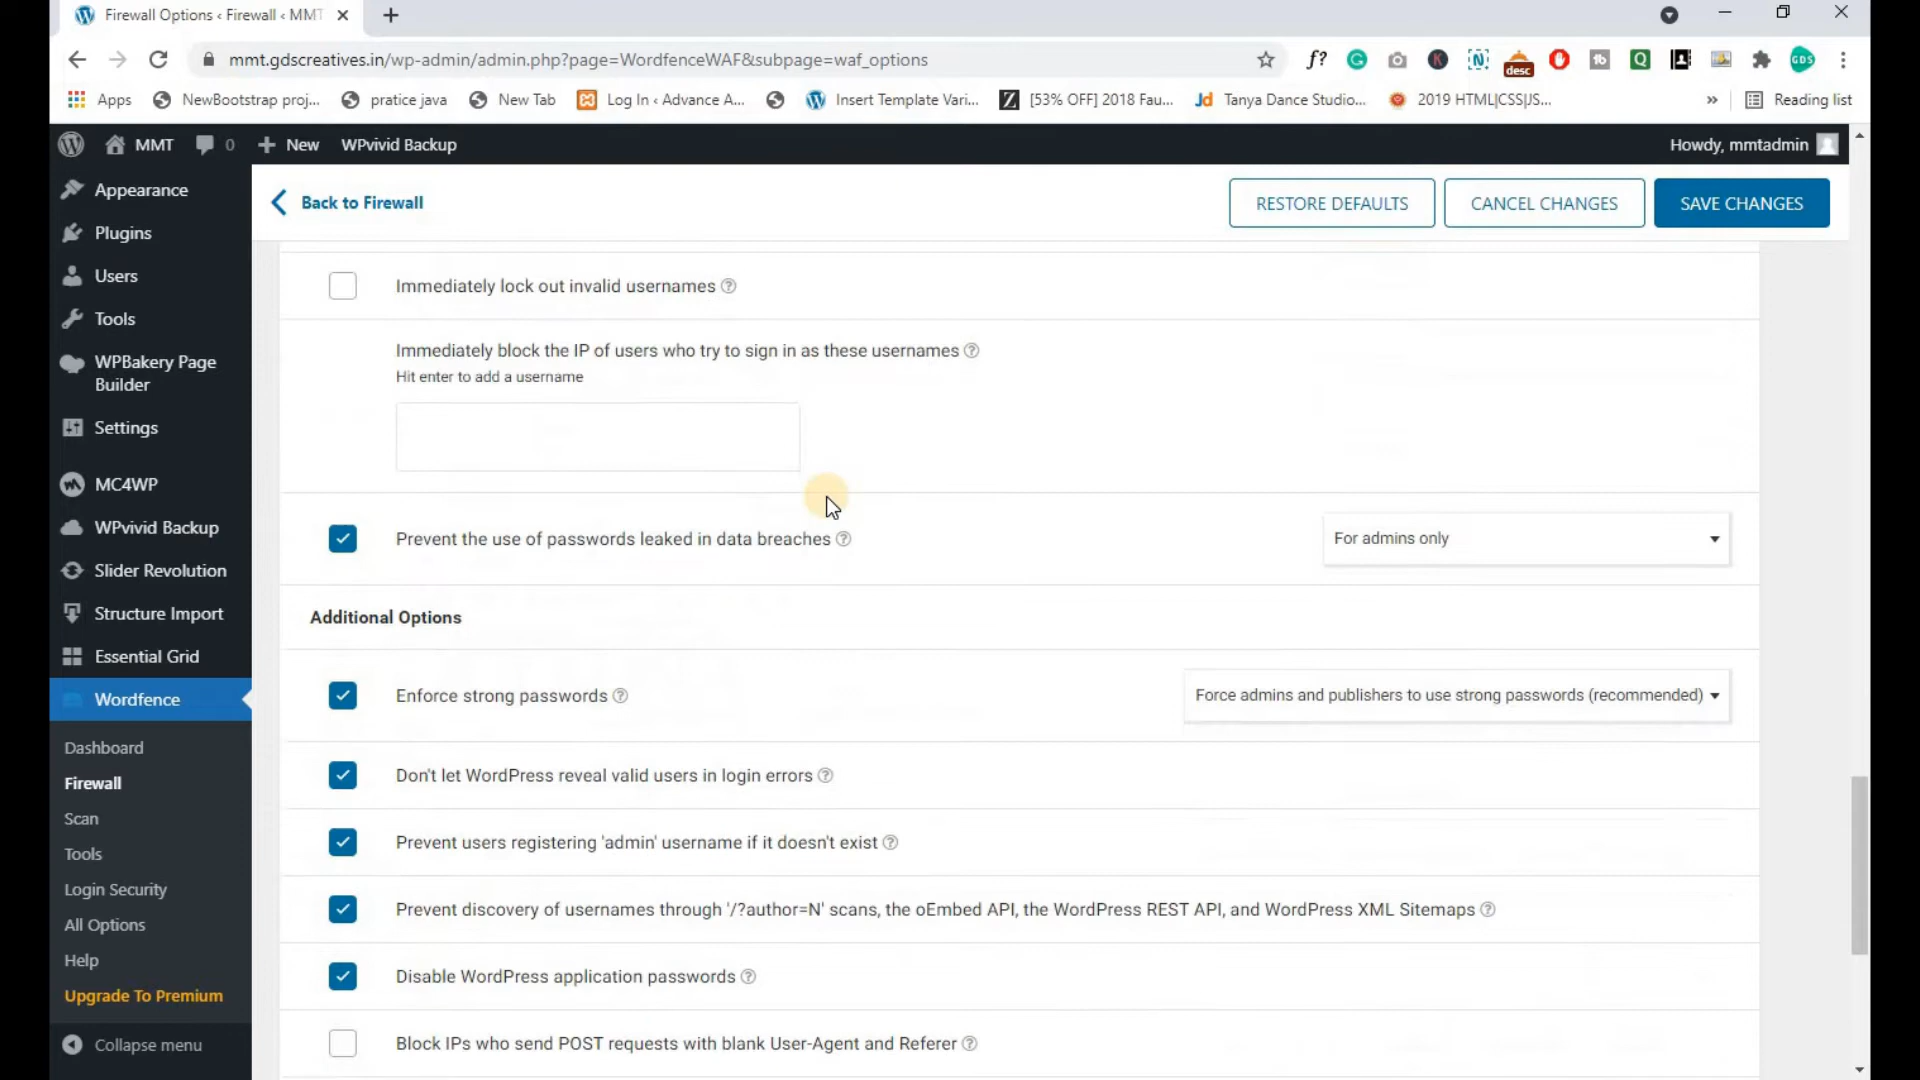 Firewall Options ‹ Firewall ‹ MMT
mmt.gdscreatives.in/wp-admin/admin.php?page=WordfenceWAF&subpage=waf_options
f?
desc
GDS
Apps
NewBootstrap proj...
pratice java
New Tab
Log In ‹ Advance A...
Insert Template Vari...
[53% OFF] 2018 Fau...
Jd Tanya Dance Studio...
2019 HTML|CSS|JS...
»
Reading list
MMT
0
New
WPvivid Backup
Howdy, mmtadmin
Appearance
Plugins
Users
Tools
WPBakery Page
Builder
Settings
MC4WP
WPvivid Backup
Slider Revolution
Structure Import
Essential Grid
Wordfence
Dashboard
Firewall
Scan
Tools
Login Security
All Options
Help
Upgrade To Premium
Collapse menu
Back to Firewall
RESTORE DEFAULTS
CANCEL CHANGES
SAVE CHANGES
Immediately lock out invalid usernames
Immediately block the IP of users who try to sign in as these usernames
Hit enter to add a username
Prevent the use of passwords leaked in data breaches
For admins only
Additional Options
Enforce strong passwords
Force admins and publishers to use strong passwords (recommended)
Don't let WordPress reveal valid users in login errors
Prevent users registering 'admin' username if it doesn't exist
Prevent discovery of usernames through '/?author=N' scans, the oEmbed API, the WordPress REST API, and WordPress XML Sitemaps
Disable WordPress application passwords
Block IPs who send POST requests with blank User-Agent and Referer